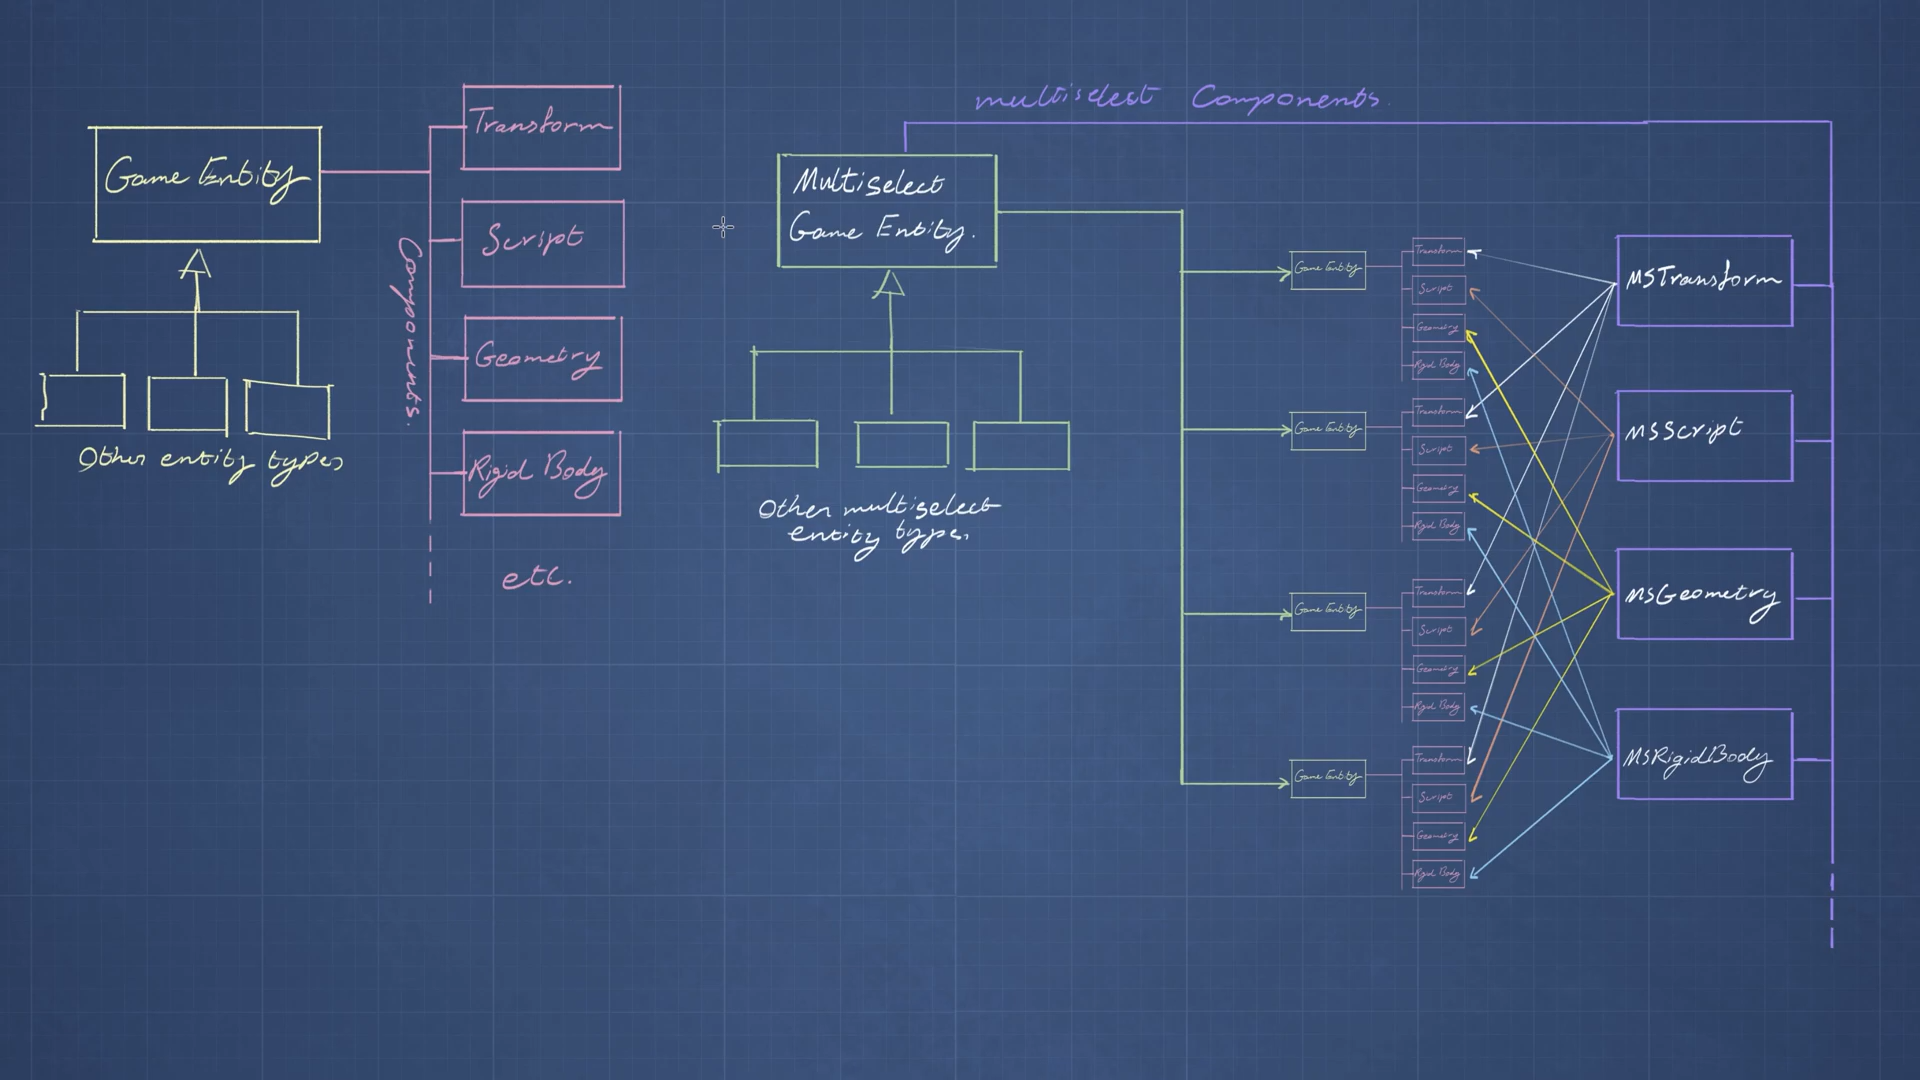 Game Entity
Other entity types
Components.
Transform
Script
Geometry
Rigid Body
etc.
multiselect Components.
Multiselect
Game Entity.
Other multiselect
entity types.
Game Entity
Transform
Script
Geometry
Rigid Body
Game Entity
Transform
Script
Geometry
Rigid Body
Game Entity
Transform
Script
Geometry
Rigid Body
Game Entity
Transform
Script
Geometry
Rigid Body
MSTransform
MSScript
MSGeometry
MSRigidBody